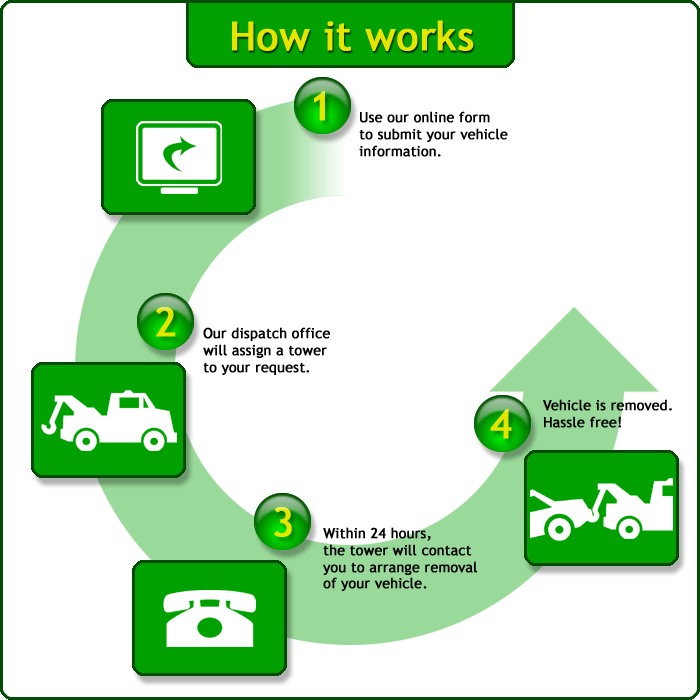 How it works
1
Use our online form
to submit your vehicle
information.
2
Our dispatch office
will assign a tower
to your request.
3
Within 24 hours,
the tower will contact
you to arrange removal
of your vehicle.
4
Vehicle is removed.
Hassle free!